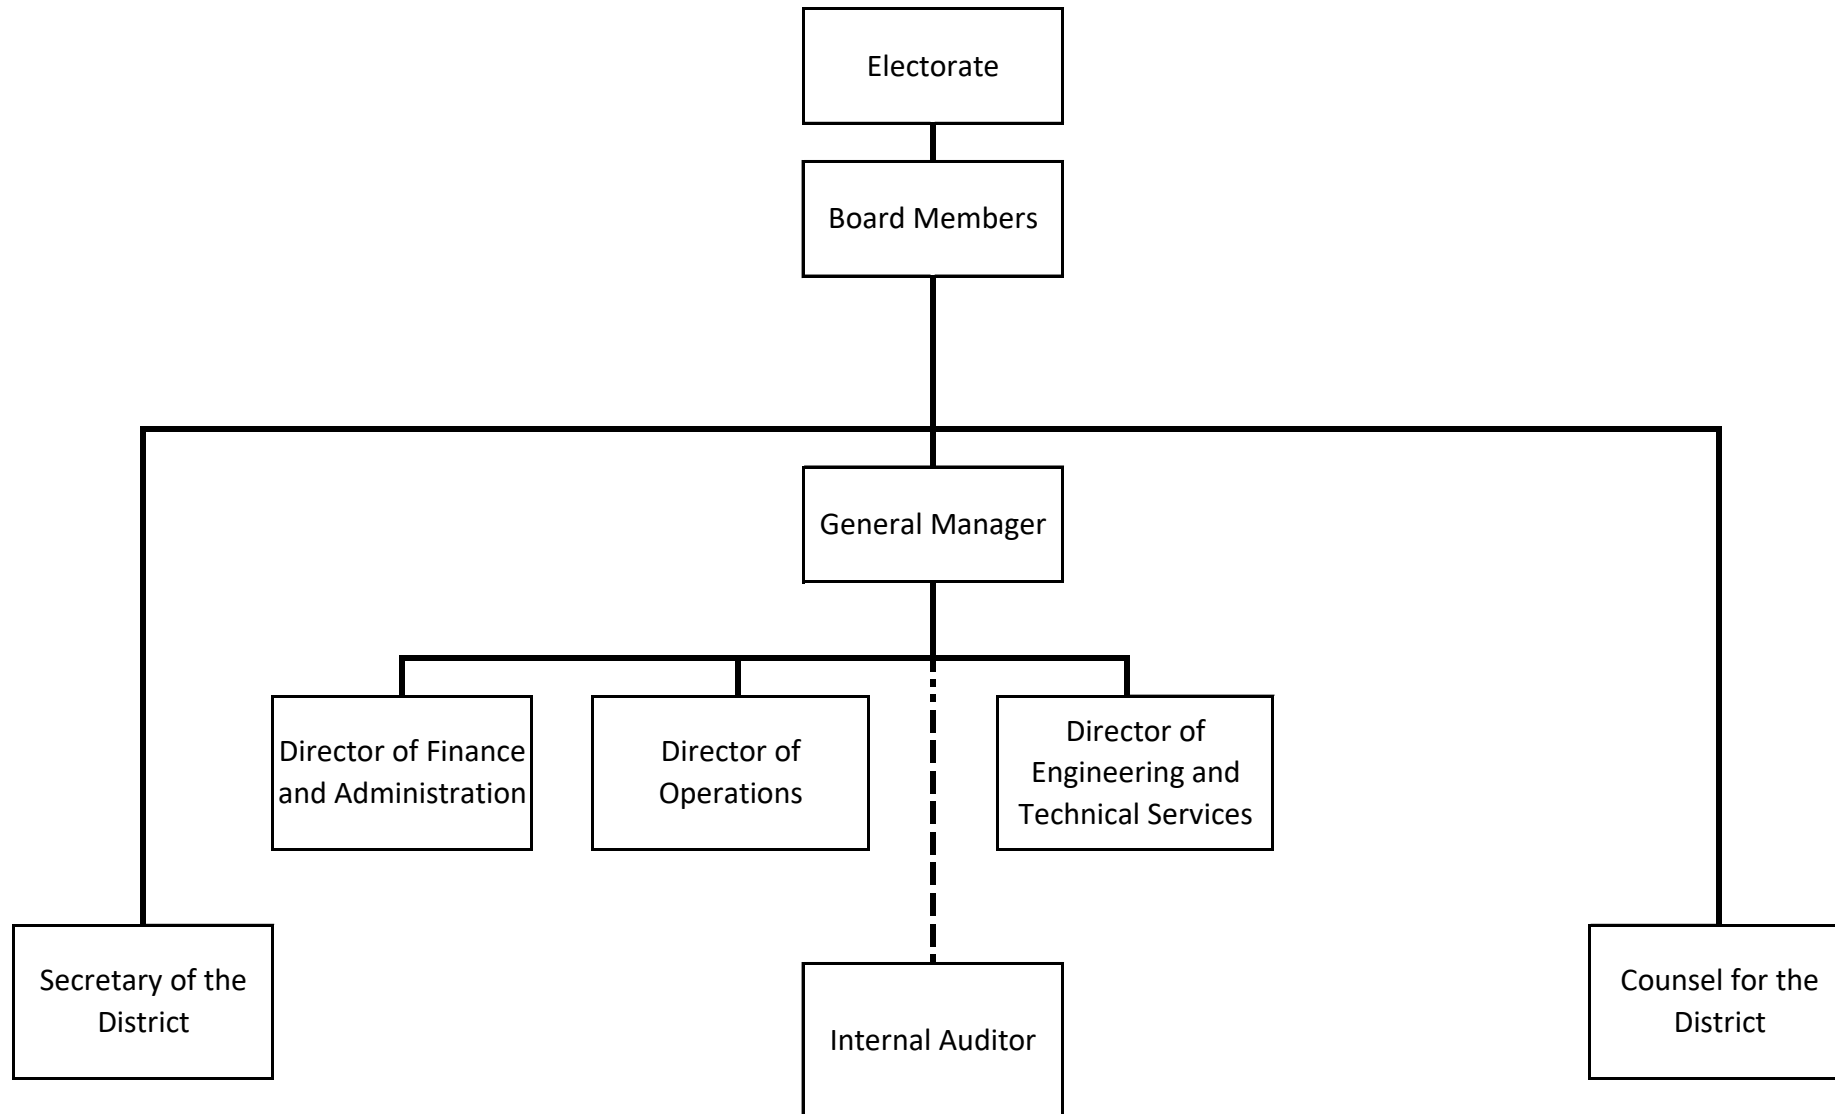 Electorate
Board Members
General Manager
Director of Finance
and Administration
Director of
Operations
Director of
Engineering and
Technical Services
Secretary of the
District
Internal Auditor
Counsel for the
District